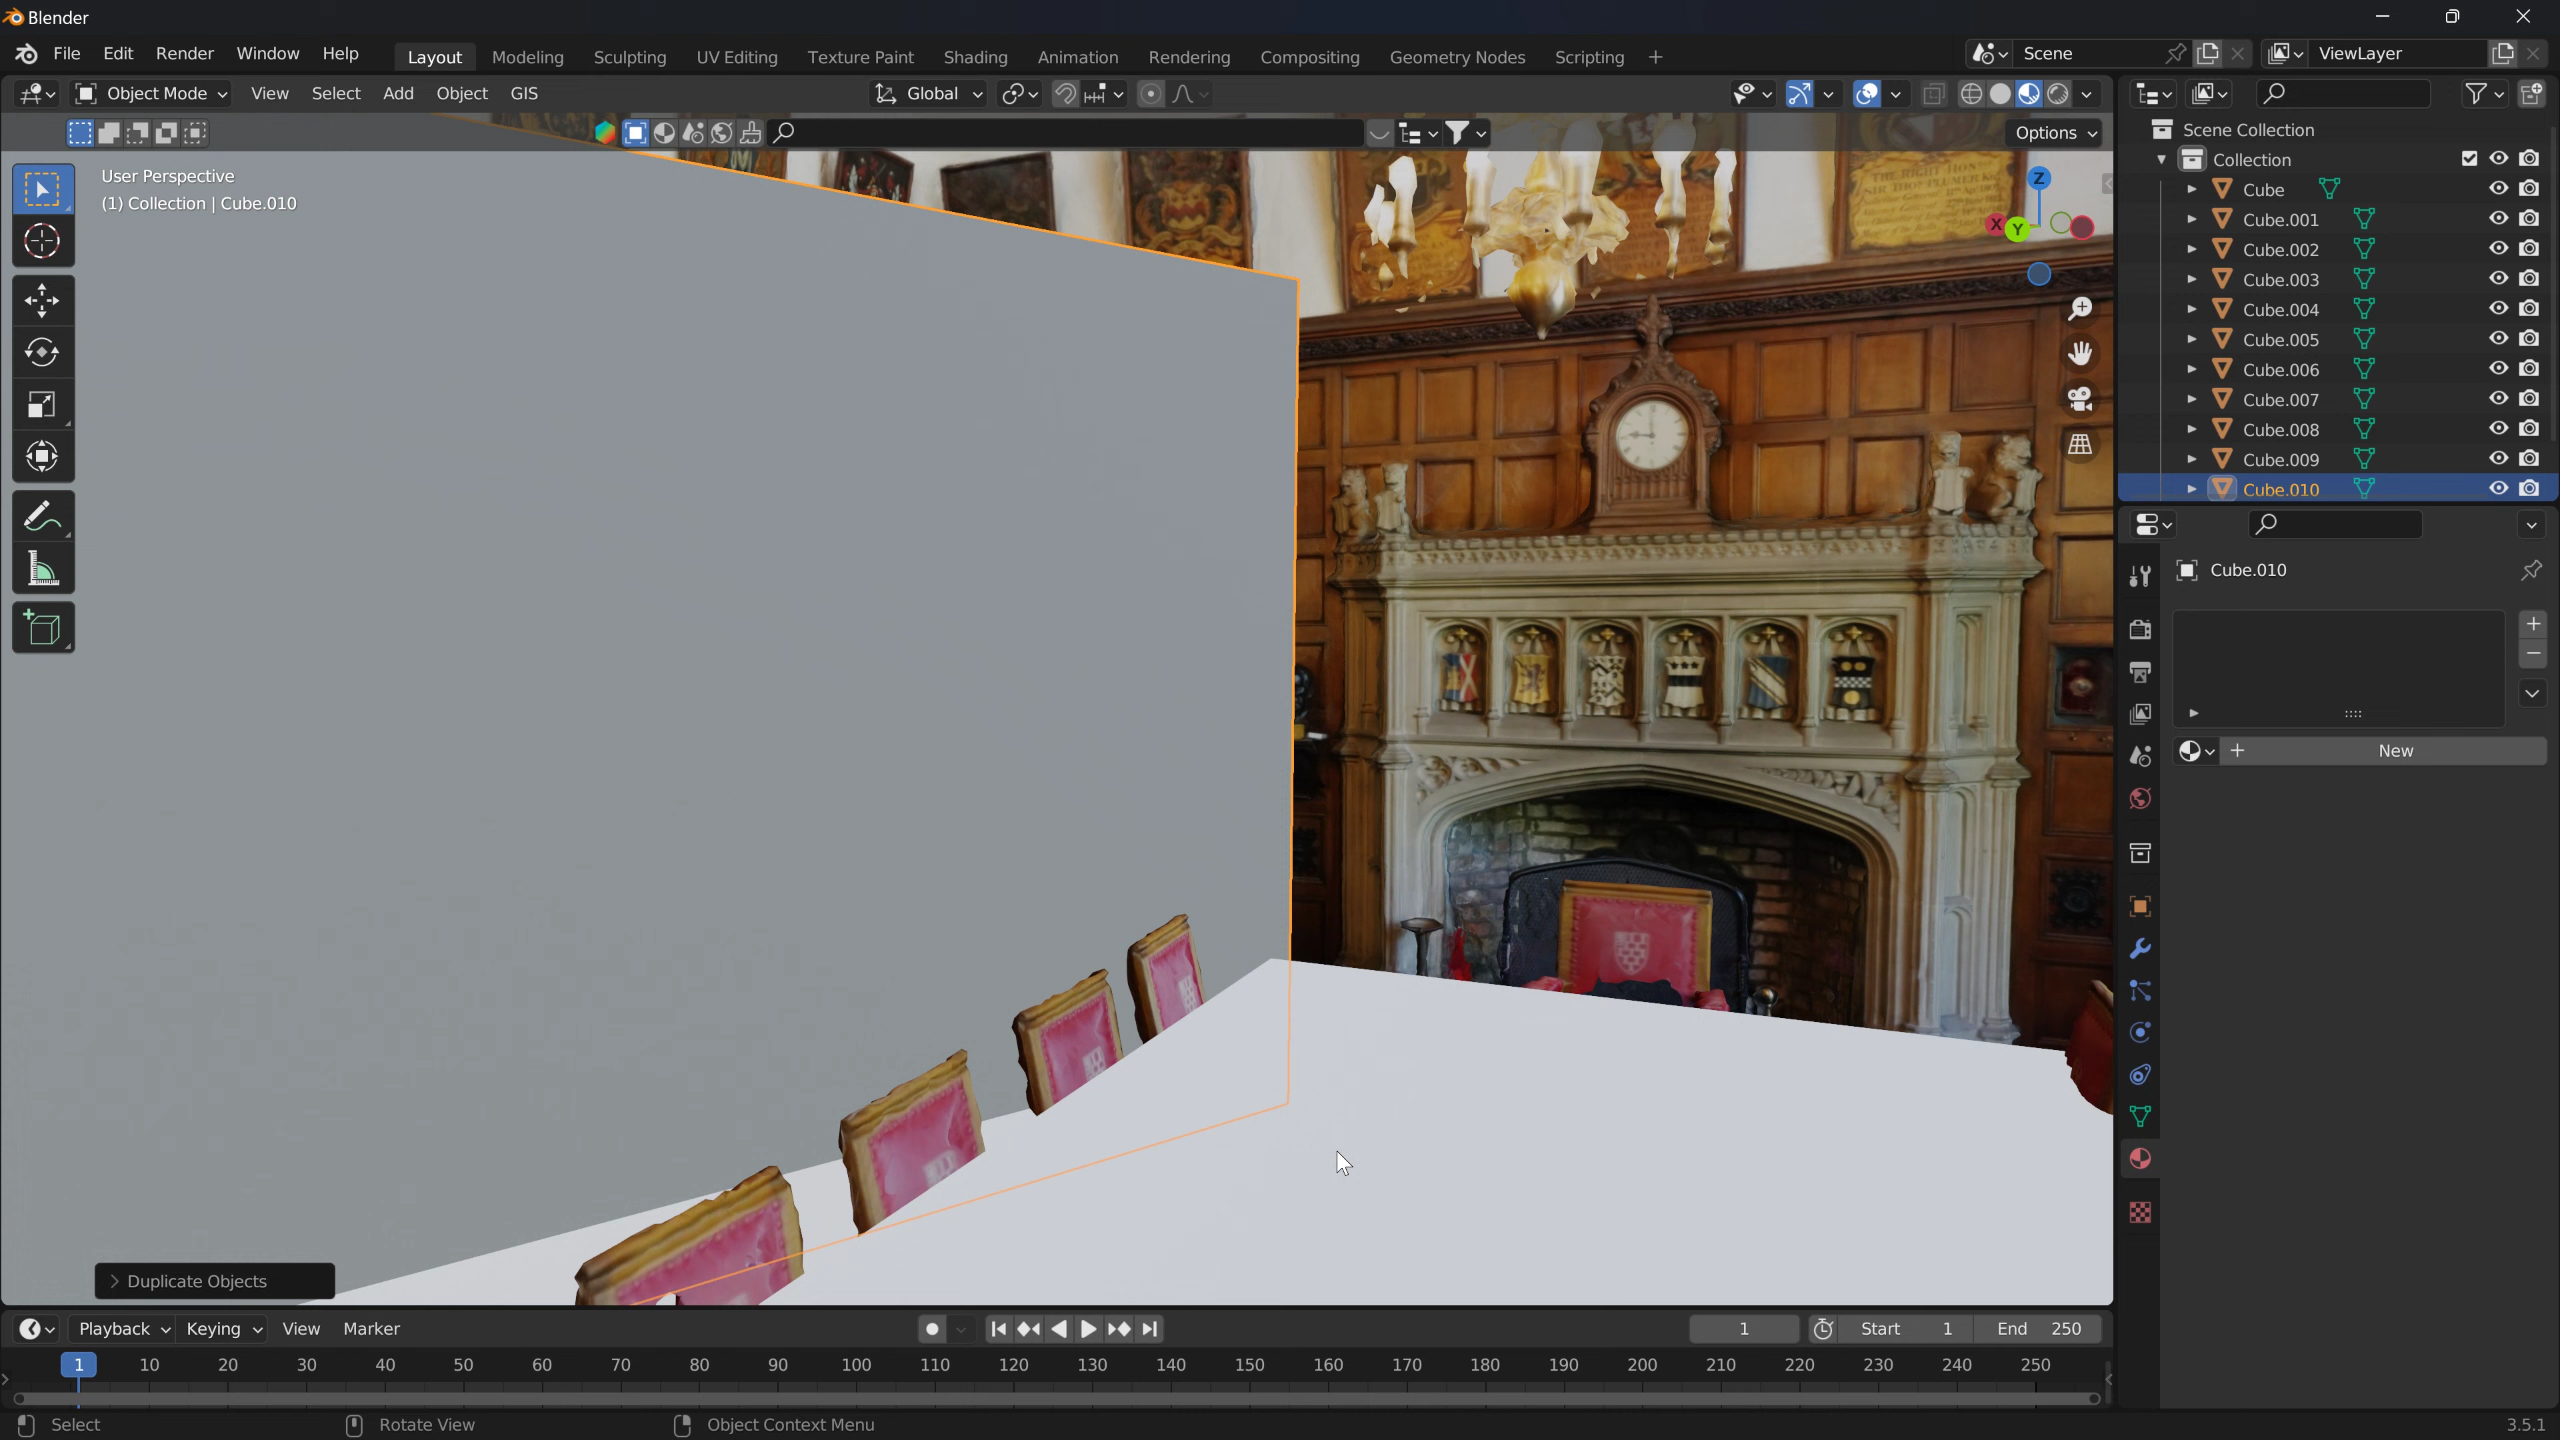 Blender
File Edit Render Window Help Layout Modeling Sculpting UV Editing Texture Paint Shading Animation Rendering Compositing Geometry Nodes Scripting + Scene ViewLayer
Object Mode View Select Add Object GIS Global
Options
User Perspective
(1) Collection | Cube.010
THE RIGHT HON
Z
X Y
Scene Collection
Collection
Cube
Cube.001
Cube.002
Cube.003
Cube.004
Cube.005
Cube.006
Cube.007
Cube.008
Cube.009
Cube.010
Cube.010
New
Duplicate Objects
Playback Keying View Marker 1 Start 1 End 250
1 10 20 30 40 50 60 70 80 90 100 110 120 130 140 150 160 170 180 190 200 210 220 230 240 250
Select Rotate View Object Context Menu 3.5.1